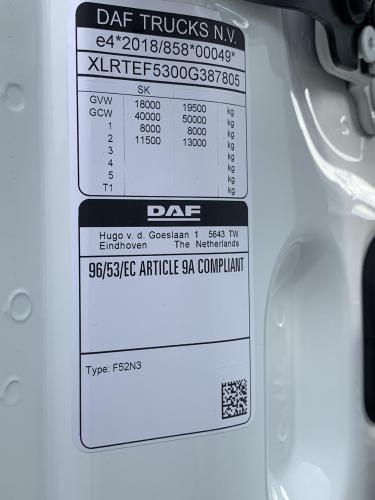 DAF TRUCKS N.V.
e4*2018/858*00049*
XLRTEF5300G387805
SK
GVW 18000 19500 kg
GCW 40000 50000 kg
1 8000 8000 kg
2 11500 13000 kg
3 kg
4 kg
5 kg
T1 kg
DAF
Hugo v. d. Goeslaan 1 5643 TW
Eindhoven The Netherlands
96/53/EC ARTICLE 9A COMPLIANT
Type: F52N3